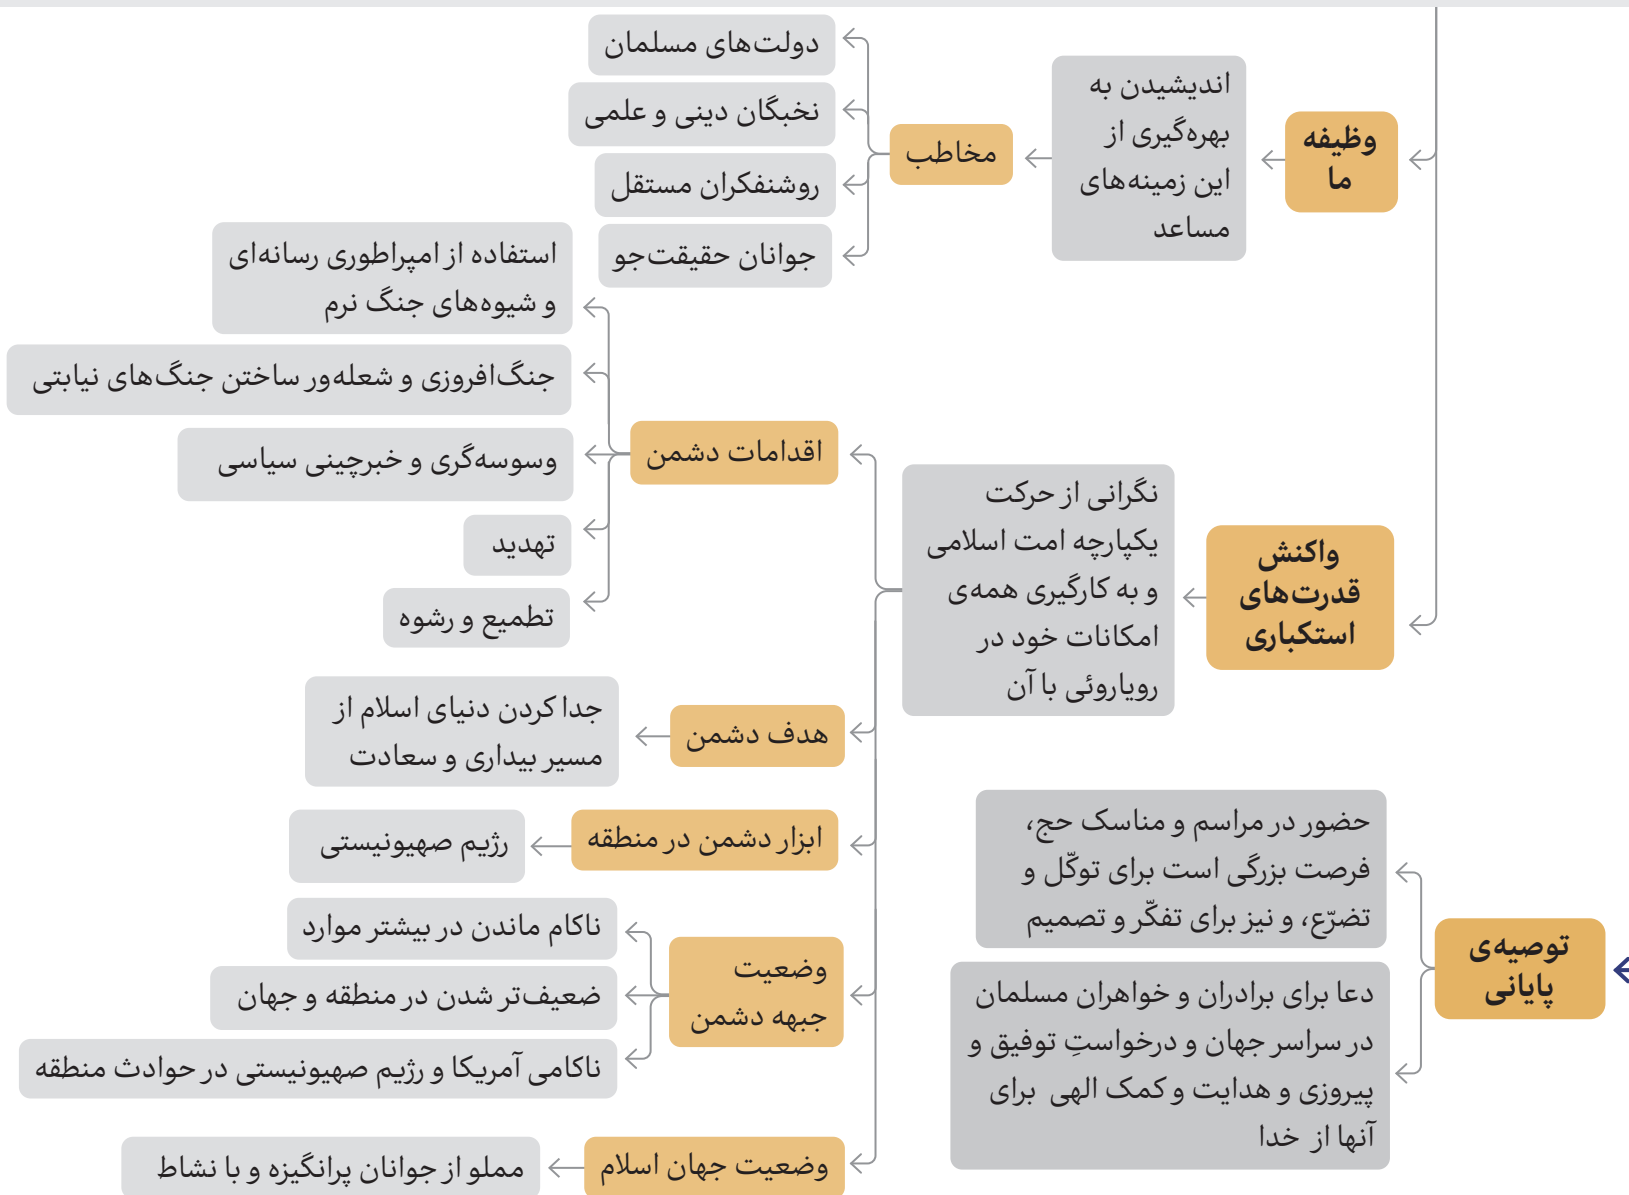 وظیفه
ما
اندیشیدن به
بهره‌گیری از
این زمینه‌های
مساعد
مخاطب
دولت‌های مسلمان
نخبگان دینی و علمی
روشنفکران مستقل
جوانان حقیقت‌جو
واکنش
قدرت‌های
استکباری
نگرانی از حرکت
یکپارچه امت اسلامی
و به کارگیری همه‌ی
امکانات خود در
رویاروئی با آن
اقدامات دشمن
استفاده از امپراطوری رسانه‌ای
و شیوه‌های جنگ نرم
جنگ‌افروزی و شعله‌ور ساختن جنگ‌های نیابتی
وسوسه‌گری و خبرچینی سیاسی
تهدید
تطمیع و رشوه
هدف دشمن
جدا کردن دنیای اسلام از
مسیر بیداری و سعادت
ابزار دشمن در منطقه
رژیم صهیونیستی
وضعیت
جبهه دشمن
ناکام ماندن در بیشتر موارد
ضعیف‌تر شدن در منطقه و جهان
ناکامی آمریکا و رژیم صهیونیستی در حوادث منطقه
وضعیت جهان اسلام
مملو از جوانان پرانگیزه و با نشاط
توصیه‌ی
پایانی
حضور در مراسم و مناسک حج،
فرصت بزرگی است برای توکّل و
تضرّع، و نیز برای تفکّر و تصمیم
دعا برای برادران و خواهران مسلمان
در سراسر جهان و درخواستِ توفیق و
پیروزی و هدایت و کمک الهی برای
آنها از خدا